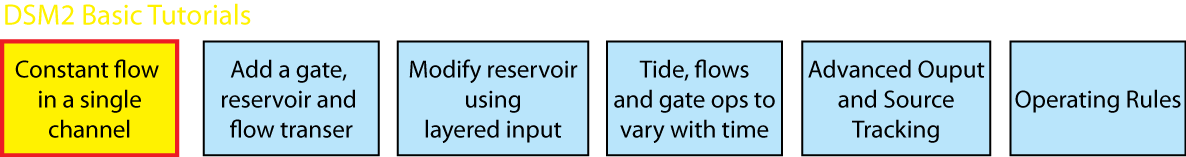 DSM2 Basic Tutorials
Constant flow
in a single
channel
Add a gate,
reservoir and
flow transer
Modify reservoir
using
layered input
Tide, flows
and gate ops to
vary with time
Advanced Ouput
and Source
Tracking
Operating Rules